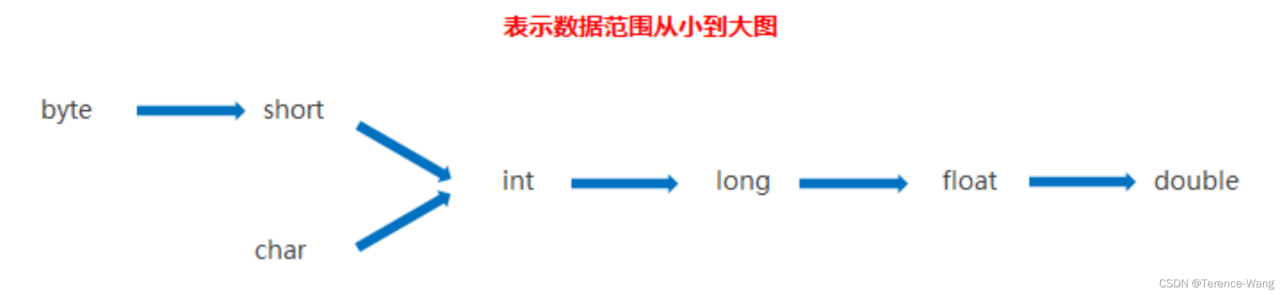 表示数据范围从小到大图
byte short
int long float double
char
CSDN @Terence-Wang